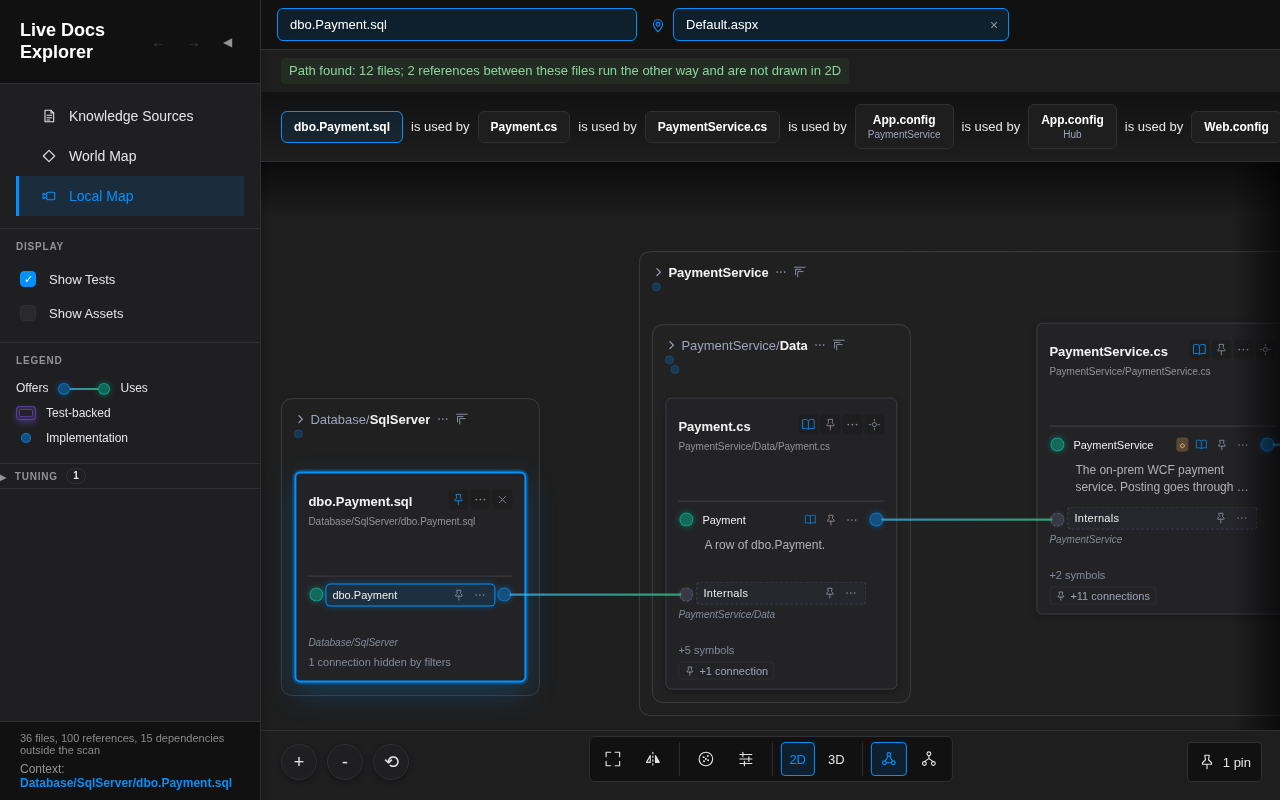 Live Docs
Explorer
Knowledge Sources
World Map
Local Map
DISPLAY
Show Tests
Show Assets
LEGEND
Offers
Uses
Test-backed
Implementation
TUNING 1
36 files, 100 references, 15 dependencies
outside the scan
Context:
Database/SqlServer/dbo.Payment.sql
dbo.Payment.sql
Default.aspx
Path found: 12 files; 2 references between these files run the other way and are not drawn in 2D
dbo.Payment.sql is used by Payment.cs is used by PaymentService.cs is used by App.config is used by App.config is used by Web.config
PaymentService
Hub
PaymentService
PaymentService/Data
Database/SqlServer
dbo.Payment.sql
Database/SqlServer/dbo.Payment.sql
dbo.Payment
Database/SqlServer
1 connection hidden by filters
Payment.cs
PaymentService/Data/Payment.cs
Payment
A row of dbo.Payment.
Internals
PaymentService/Data
+5 symbols
+1 connection
PaymentService.cs
PaymentService/PaymentService.cs
PaymentService
The on-prem WCF payment
service. Posting goes through …
Internals
PaymentService
+2 symbols
+11 connections
+ -
2D 3D
1 pin